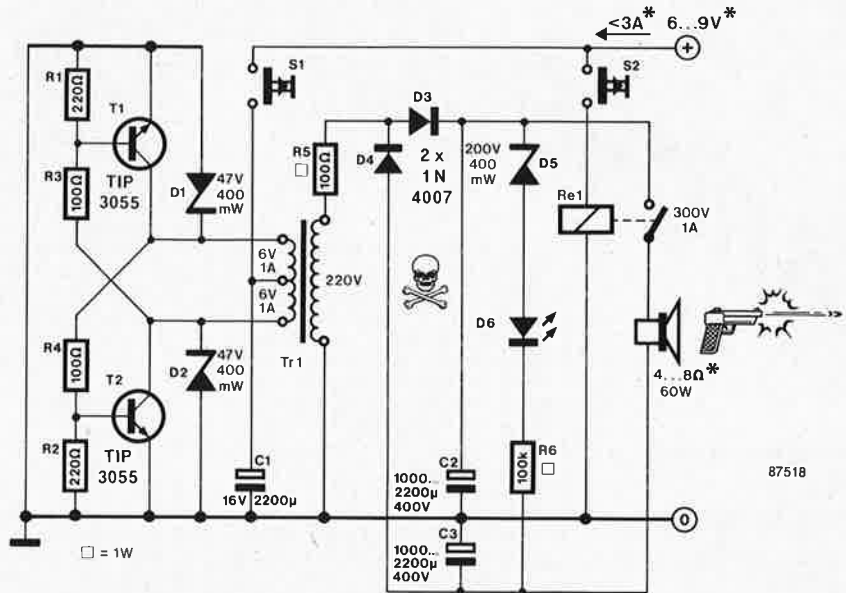 <3A* 6...9V*
+
R1
220Ω
T1
TIP
3055
R3
100Ω
D1
47V
400
mW
S1
S2
D3
D4
2 x
1N
4007
R5
100Ω
200V
400
mW
D5
Re1
300V
1A
6V
1A
6V
1A
220V
Tr1
D6
R4
100Ω
T2
TIP
3055
R2
220Ω
D2
47V
400
mW
4...8Ω*
60W
C1
16V 2200µ
C2
1000...
2200µ
400V
R6
100k
87518
0
C3
1000...
2200µ
400V
□ = 1W